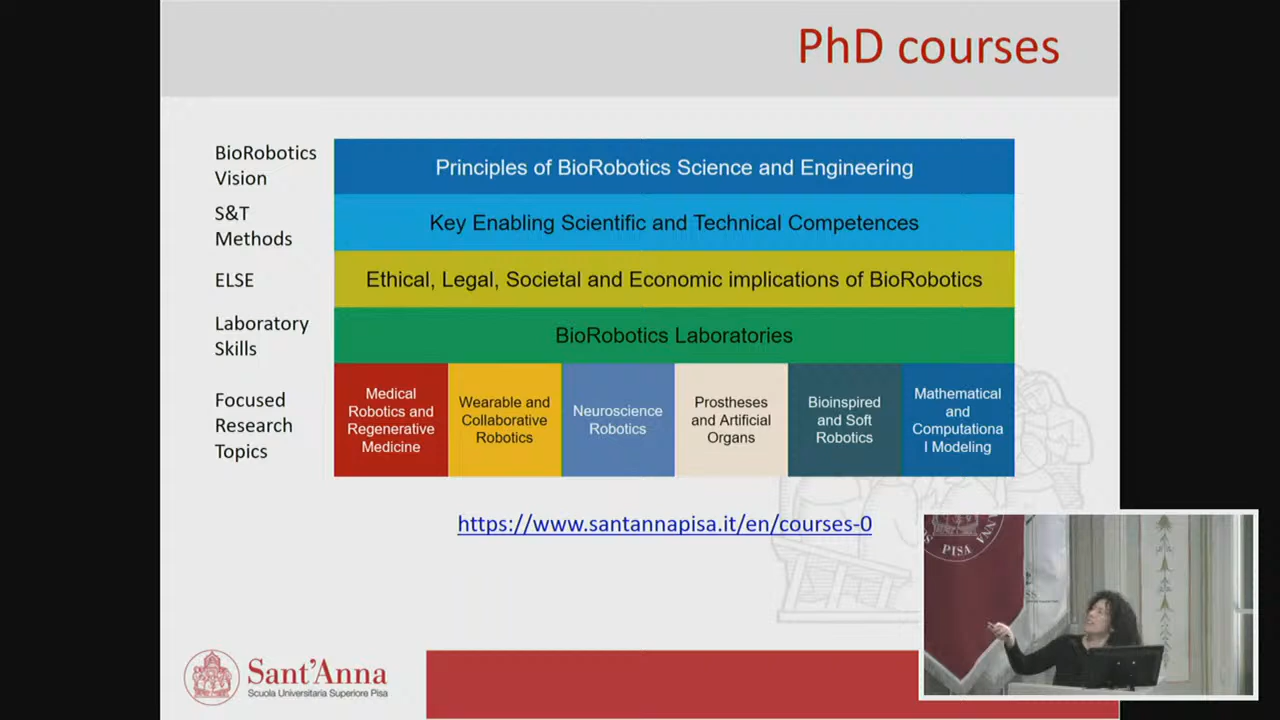 PhD courses
BioRobotics
Vision
Principles of BioRobotics Science and Engineering
S&T
Methods
Key Enabling Scientific and Technical Competences
ELSE
Ethical, Legal, Societal and Economic implications of BioRobotics
Laboratory
Skills
BioRobotics Laboratories
Focused
Research
Topics
Medical
Robotics and
Regenerative
Medicine
Wearable and
Collaborative
Robotics
Neuroscience
Robotics
Prostheses
and Artificial
Organs
Bioinspired
and Soft
Robotics
Mathematical
and
Computationa
l Modeling
https://www.santannapisa.it/en/courses-0
Sant'Anna
Scuola Universitaria Superiore Pisa
ANNA
PISA